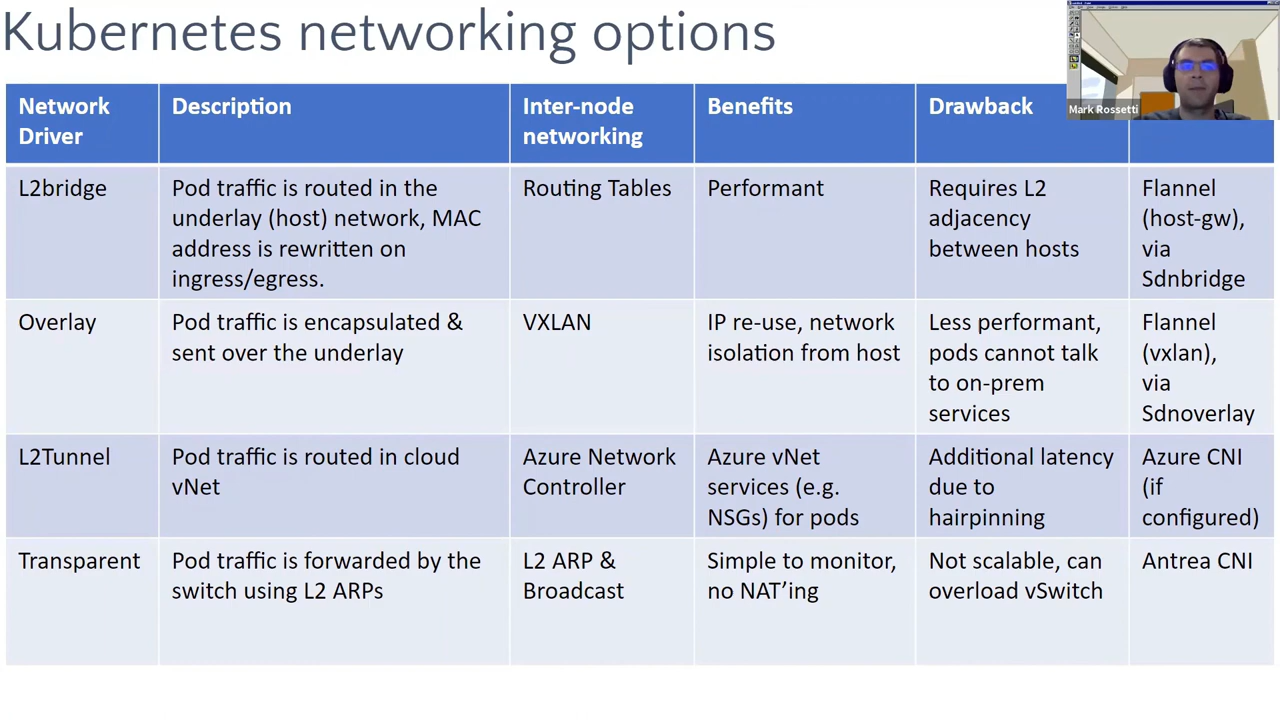 Kubernetes networking options
Mark Rossetti
Network
Driver
Description
Inter-node
networking
Benefits
Drawback
L2bridge
Pod traffic is routed in the
underlay (host) network, MAC
address is rewritten on
ingress/egress.
Routing Tables
Performant
Requires L2
adjacency
between hosts
Flannel
(host-gw),
via
Sdnbridge
Overlay
Pod traffic is encapsulated &
sent over the underlay
VXLAN
IP re-use, network
isolation from host
Less performant,
pods cannot talk
to on-prem
services
Flannel
(vxlan),
via
Sdnoverlay
L2Tunnel
Pod traffic is routed in cloud
vNet
Azure Network
Controller
Azure vNet
services (e.g.
NSGs) for pods
Additional latency
due to
hairpinning
Azure CNI
(if
configured)
Transparent
Pod traffic is forwarded by the
switch using L2 ARPs
L2 ARP &
Broadcast
Simple to monitor,
no NAT’ing
Not scalable, can
overload vSwitch
Antrea CNI